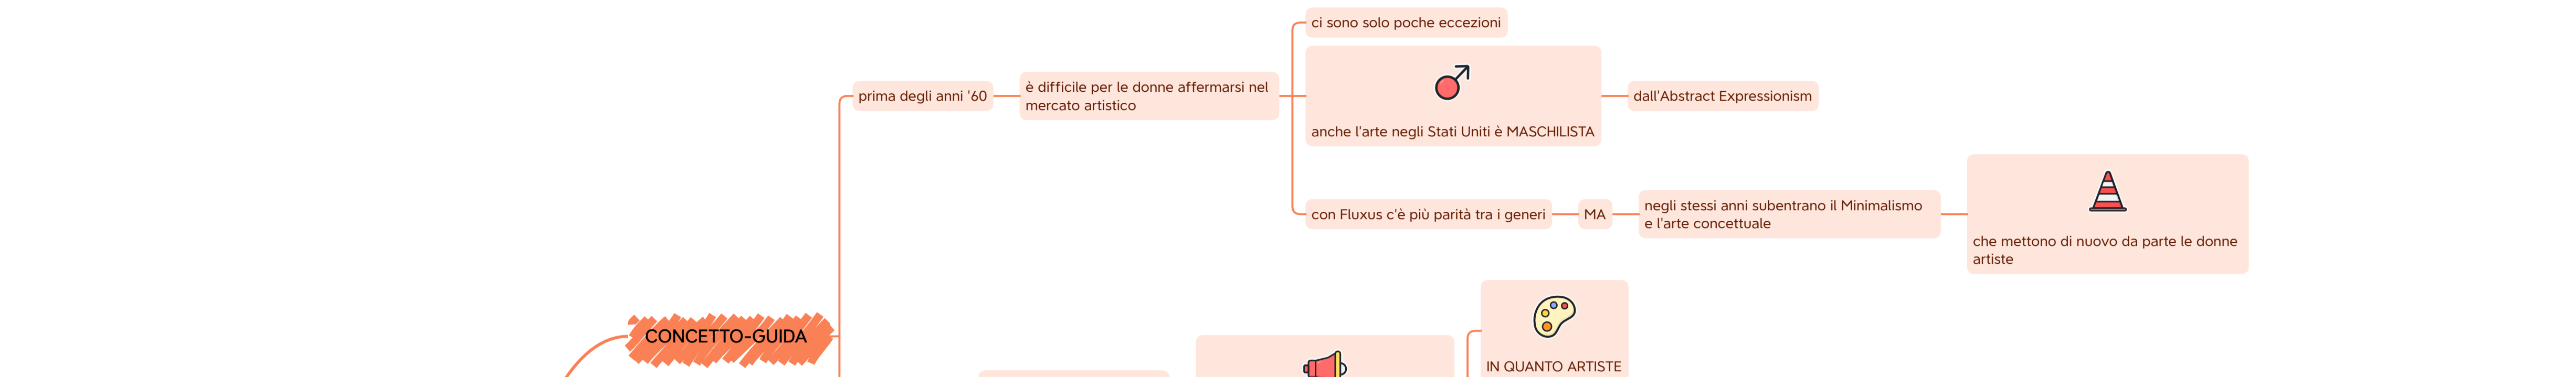 ci sono solo poche eccezioni
prima degli anni '60
è difficile per le donne affermarsi nel
mercato artistico
anche l'arte negli Stati Uniti è MASCHILISTA
dall'Abstract Expressionism
con Fluxus c'è più parità tra i generi
MA
negli stessi anni subentrano il Minimalismo
e l'arte concettuale
che mettono di nuovo da parte le donne
artiste
CONCETTO-GUIDA
IN QUANTO ARTISTE